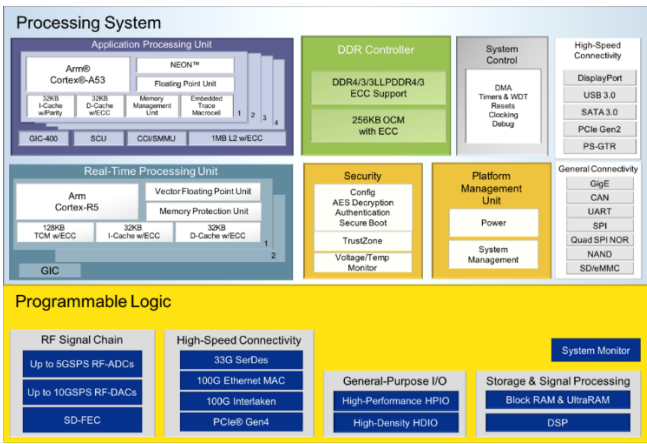 Processing System
Application Processing Unit
Arm®
Cortex®-A53
NEON™
Floating Point Unit
32KB
I-Cache
w/Parity
32KB
D-Cache
w/ECC
Memory
Management
Unit
Embedded
Trace
Macrocell
1
2
3
4
GIC-400
SCU
CCI/SMMU
1MB L2 w/ECC
DDR Controller
DDR4/3/3LLPDDR4/3
ECC Support
256KB OCM
with ECC
System
Control
DMA
Timers & WDT
Resets
Clocking
Debug
High-Speed
Connectivity
DisplayPort
USB 3.0
SATA 3.0
PCIe Gen2
PS-GTR
Real-Time Processing Unit
Arm
Cortex-R5
Vector Floating Point Unit
Memory Protection Unit
128KB
TCM w/ECC
32KB
I-Cache w/ECC
32KB
D-Cache w/ECC
1
2
GIC
Security
Config
AES Decryption
Authentication
Secure Boot
TrustZone
Voltage/Temp
Monitor
Platform
Management
Unit
Power
System
Management
General Connectivity
GigE
CAN
UART
SPI
Quad SPI NOR
NAND
SD/eMMC
Programmable Logic
RF Signal Chain
Up to 5GSPS RF-ADCs
Up to 10GSPS RF-DACs
SD-FEC
High-Speed Connectivity
33G SerDes
100G Ethernet MAC
100G Interlaken
PCIe® Gen4
General-Purpose I/O
High-Performance HPIO
High-Density HDIO
System Monitor
Storage & Signal Processing
Block RAM & UltraRAM
DSP